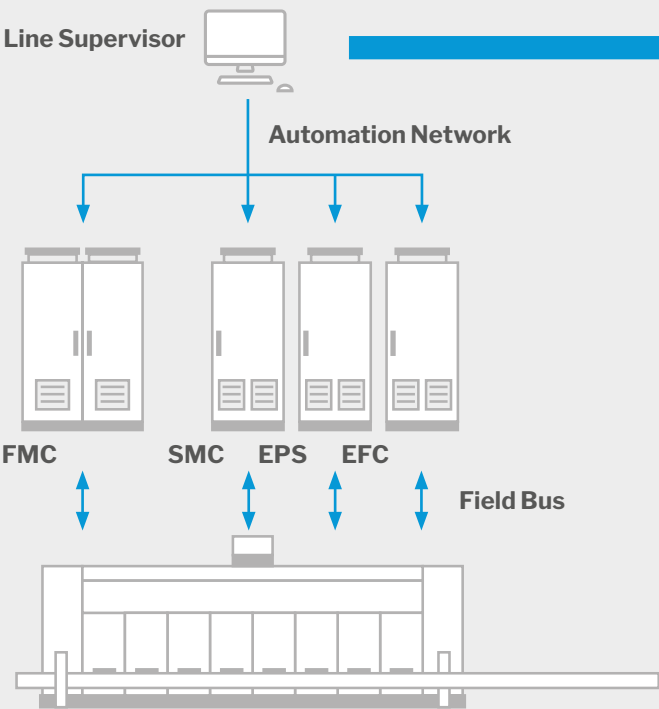 Line Supervisor
Automation Network
FMC
SMC
EPS
EFC
Field Bus